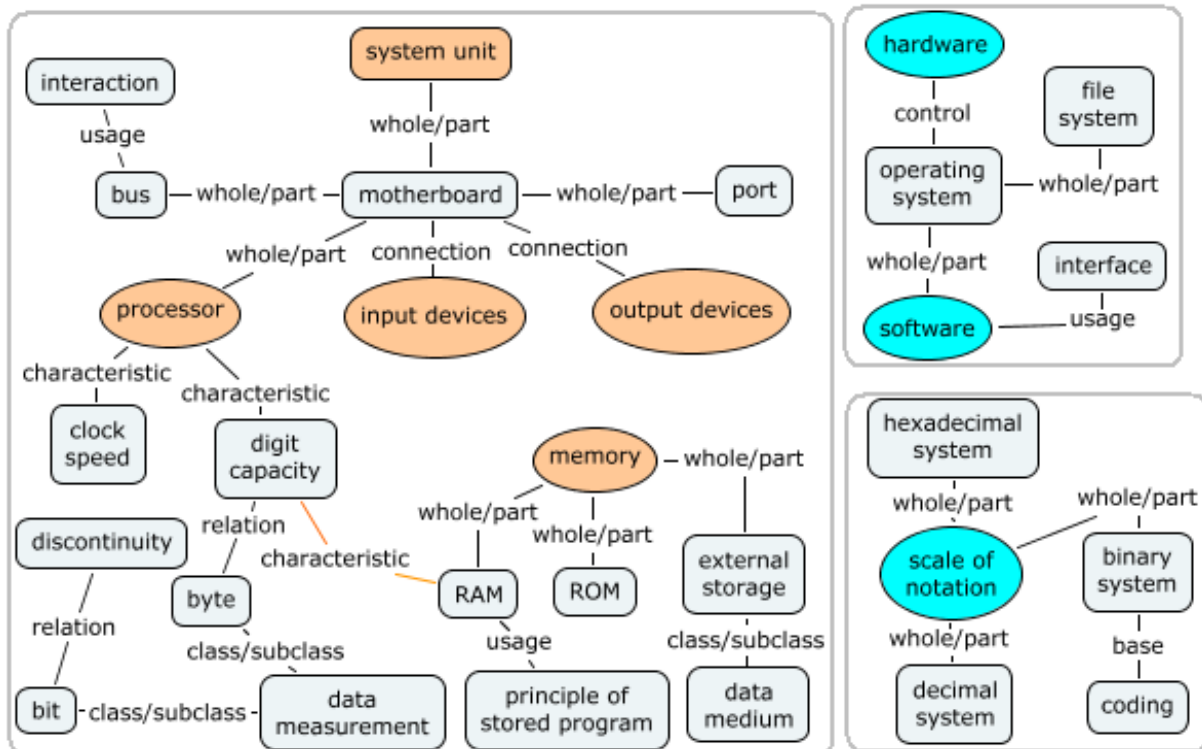 system unit
interaction
whole/part
usage
bus
whole/part
motherboard
whole/part
port
whole/part
connection
connection
processor
input devices
output devices
characteristic
characteristic
clock
speed
digit
capacity
memory
whole/part
relation
whole/part
whole/part
discontinuity
characteristic
external
storage
byte
RAM
ROM
relation
usage
class/subclass
class/subclass
bit
class/subclass
data
measurement
principle of
stored program
data
medium
hardware
control
file
system
operating
system
whole/part
whole/part
interface
software
usage
hexadecimal
system
whole/part
whole/part
scale of
notation
binary
system
whole/part
base
decimal
system
coding